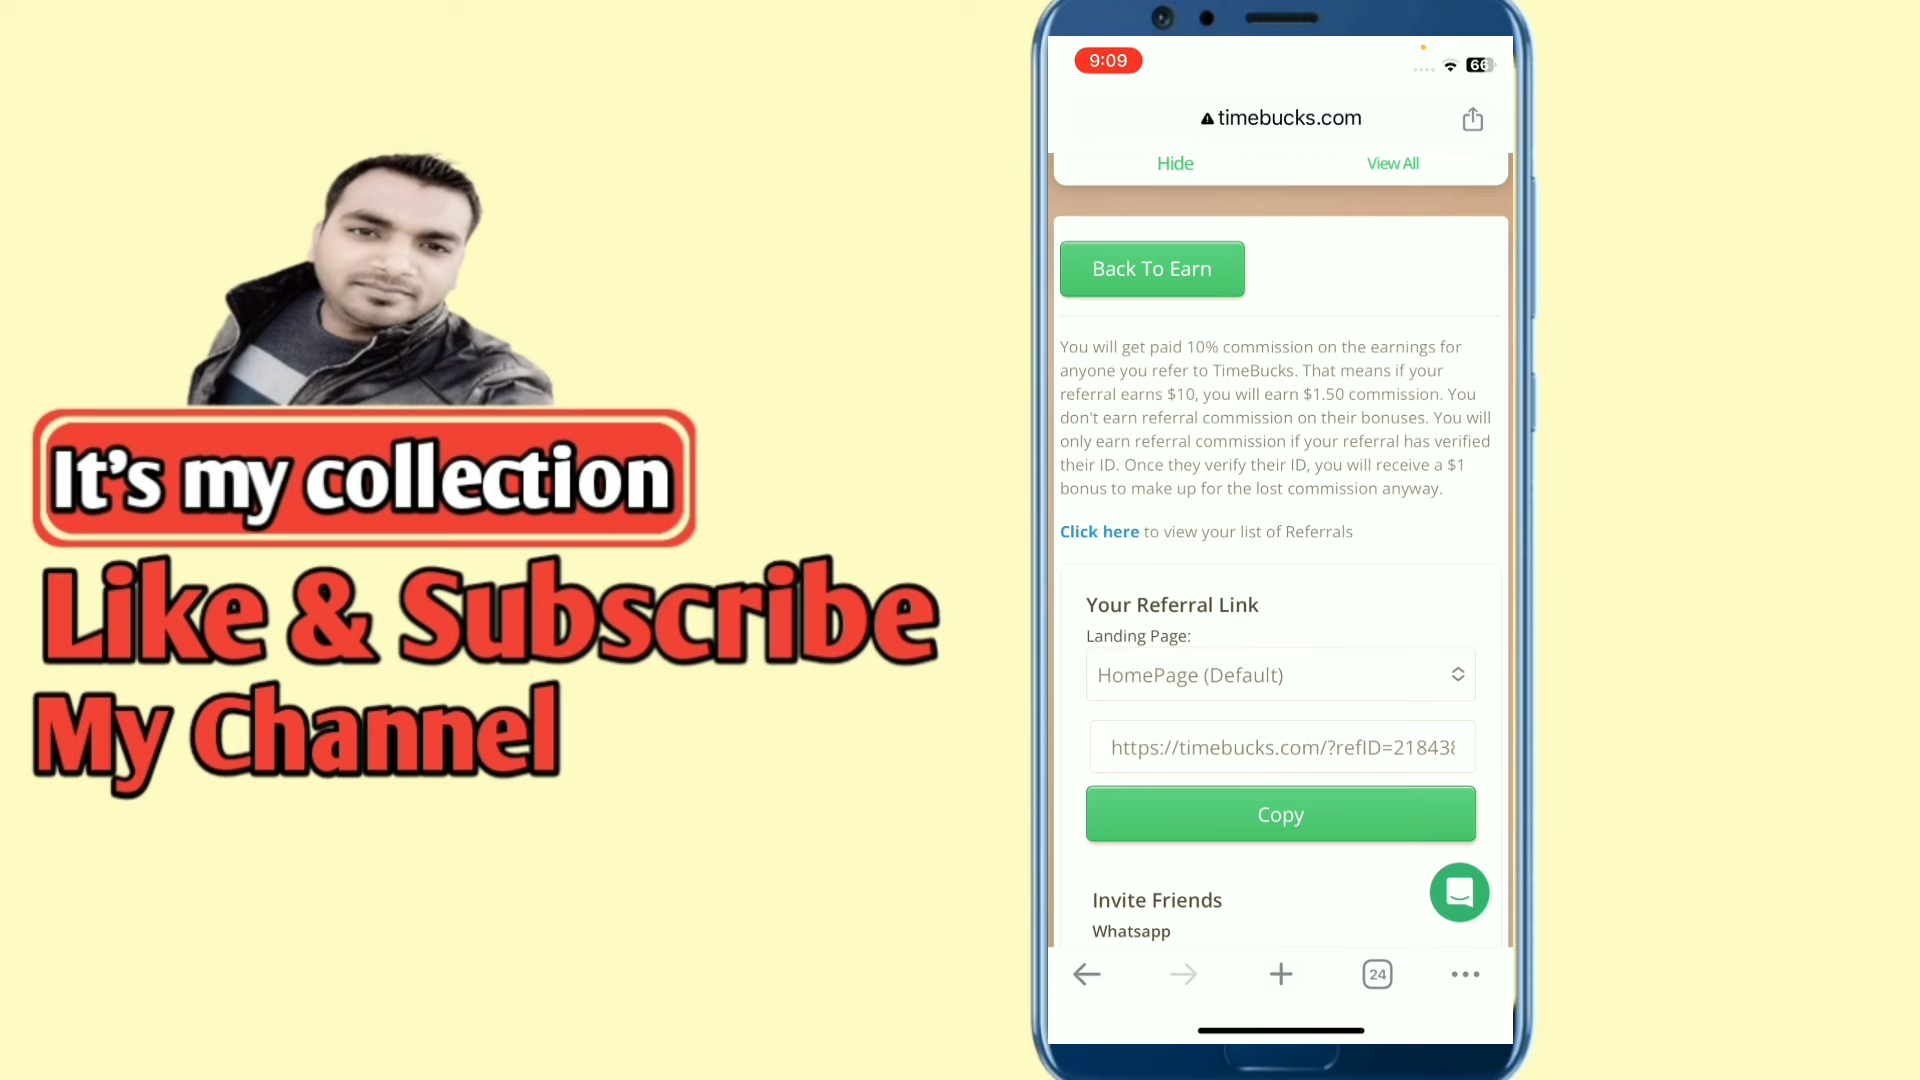 It's my collection
Like & Subscribe
My Channel
9:09
66
timebucks.com
Hide
View All
Back To Earn
You will get paid 10% commission on the earnings for
anyone you refer to TimeBucks. That means if your
referral earns $10, you will earn $1.50 commission. You
don't earn referral commission on their bonuses. You will
only earn referral commission if your referral has verified
their ID. Once they verify their ID, you will receive a $1
bonus to make up for the lost commission anyway.
Click here to view your list of Referrals
Your Referral Link
Landing Page:
HomePage (Default)
https://timebucks.com/?refID=218438
Copy
Invite Friends
Whatsapp
24